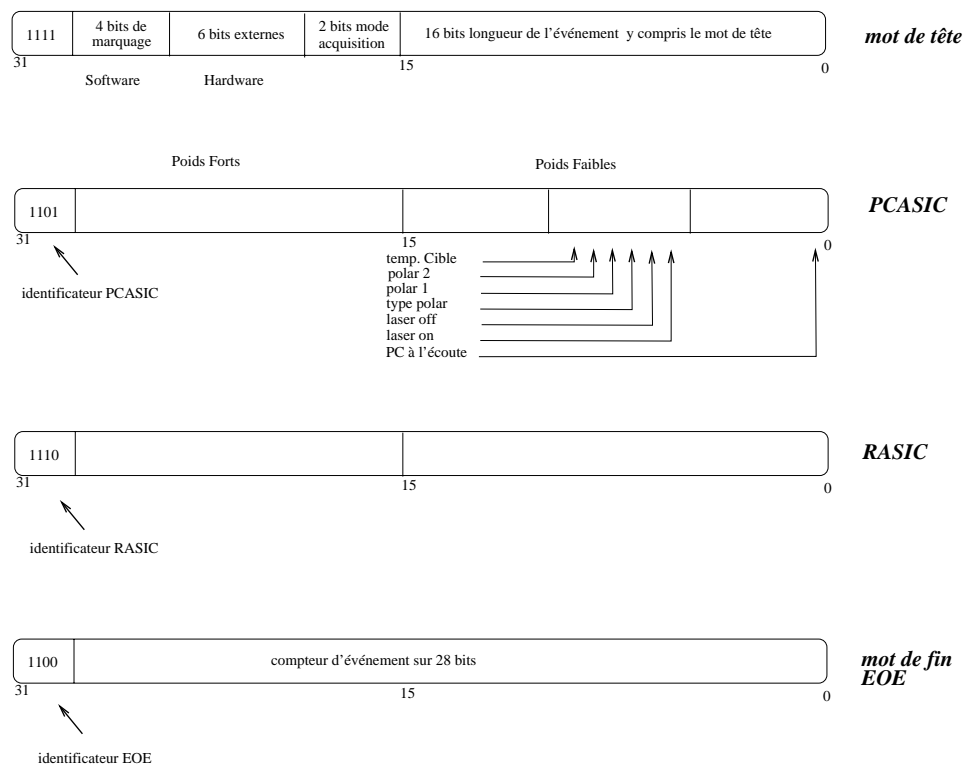 1111
4 bits de
marquage
6 bits externes
2 bits mode
acquisition
16 bits longueur de l'événement y compris le mot de tête
mot de tête
31
15
0
Software
Hardware
Poids Forts
Poids Faibles
1101
PCASIC
31
15
0
identificateur PCASIC
temp. Cible
polar 2
polar 1
type polar
laser off
laser on
PC à l'écoute
1110
RASIC
31
15
0
identificateur RASIC
1100
compteur d'événement sur 28 bits
mot de fin
EOE
31
15
0
identificateur EOE